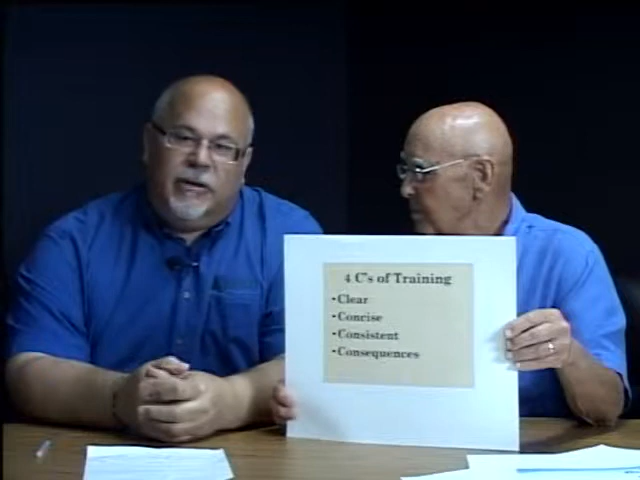 4 C's of Training
•Clear
•Concise
•Consistent
•Consequences